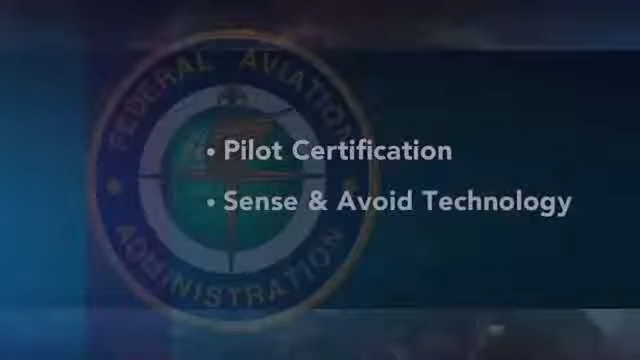 FEDERAL AVIATION
• Pilot Certification
• Sense & Avoid Technology
ADMINISTRATION